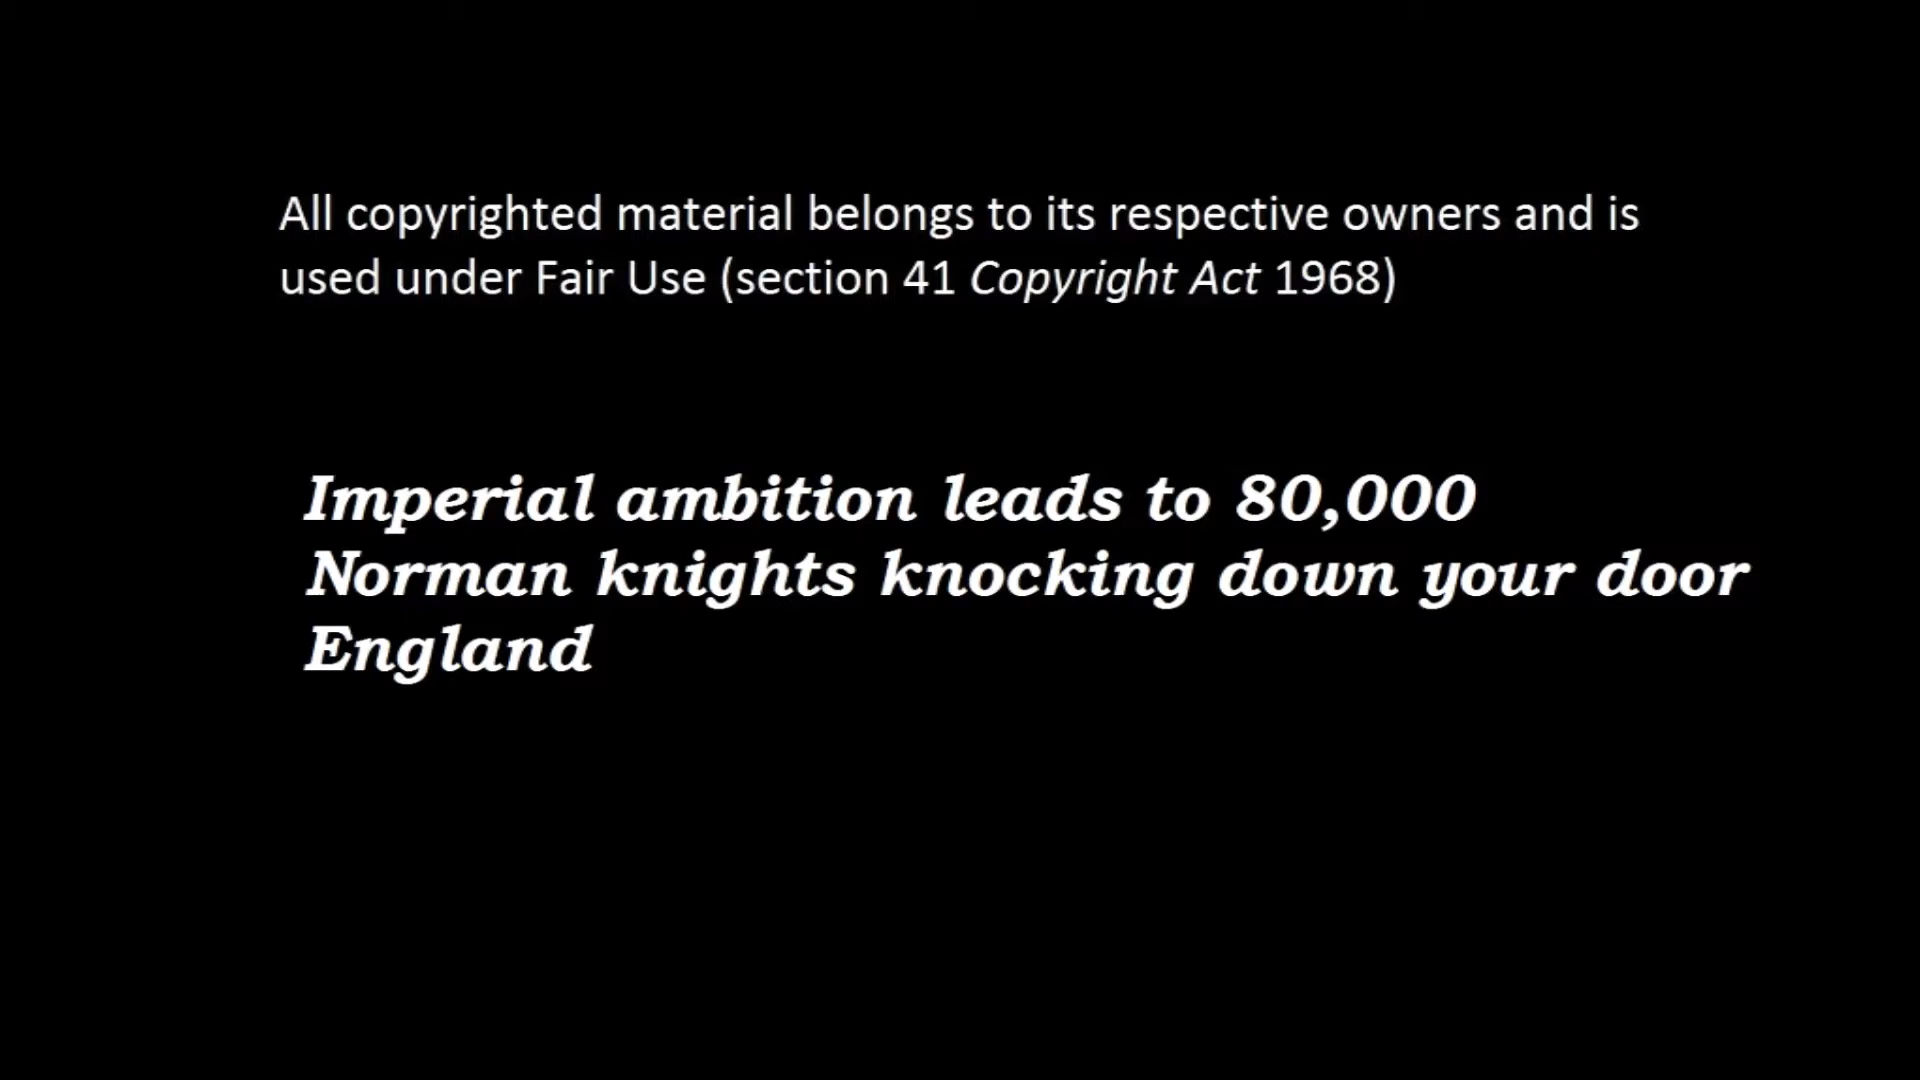 All copyrighted material belongs to its respective owners and is
used under Fair Use (section 41 Copyright Act 1968)
Imperial ambition leads to 80,000
Norman knights knocking down your door
England